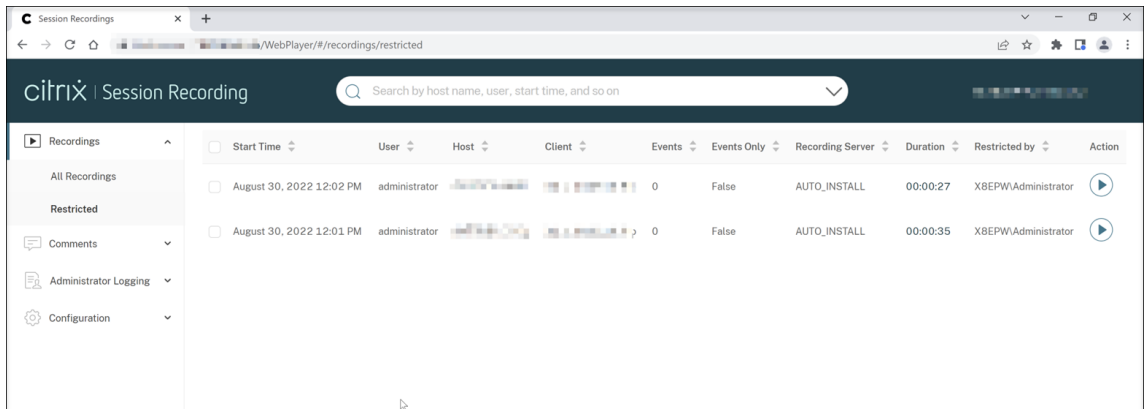 Session Recordings
/WebPlayer/#/recordings/restricted
citrix | Session Recording
Search by host name, user, start time, and so on
Recordings
All Recordings
Restricted
Comments
Administrator Logging
Configuration
Start Time User Host Client Events Events Only Recording Server Duration Restricted by Action
August 30, 2022 12:02 PM administrator 0 False AUTO_INSTALL 00:00:27 X8EPW\Administrator
August 30, 2022 12:01 PM administrator 0 False AUTO_INSTALL 00:00:35 X8EPW\Administrator